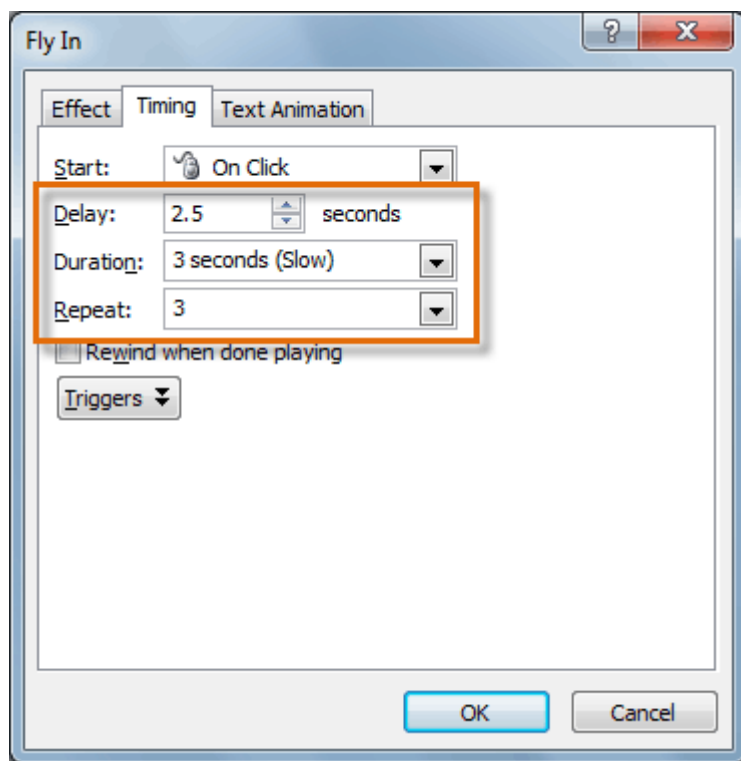 Fly In
Effect Timing Text Animation
Start: On Click
Delay: 2.5 seconds
Duration: 3 seconds (Slow)
Repeat: 3
Rewind when done playing
Triggers
OK Cancel